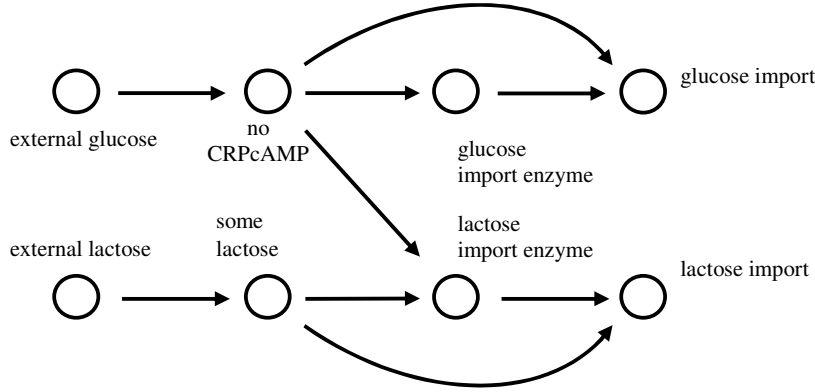 glucose import
external glucose
no
CRPcAMP
glucose
import enzyme
external lactose
some
lactose
lactose
import enzyme
lactose import